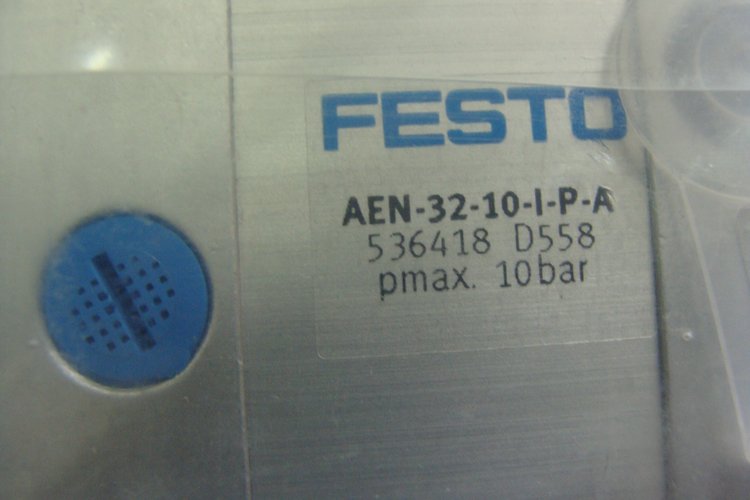 FESTO
AEN-32-10-I-P-A
536418 D558
pmax. 10bar